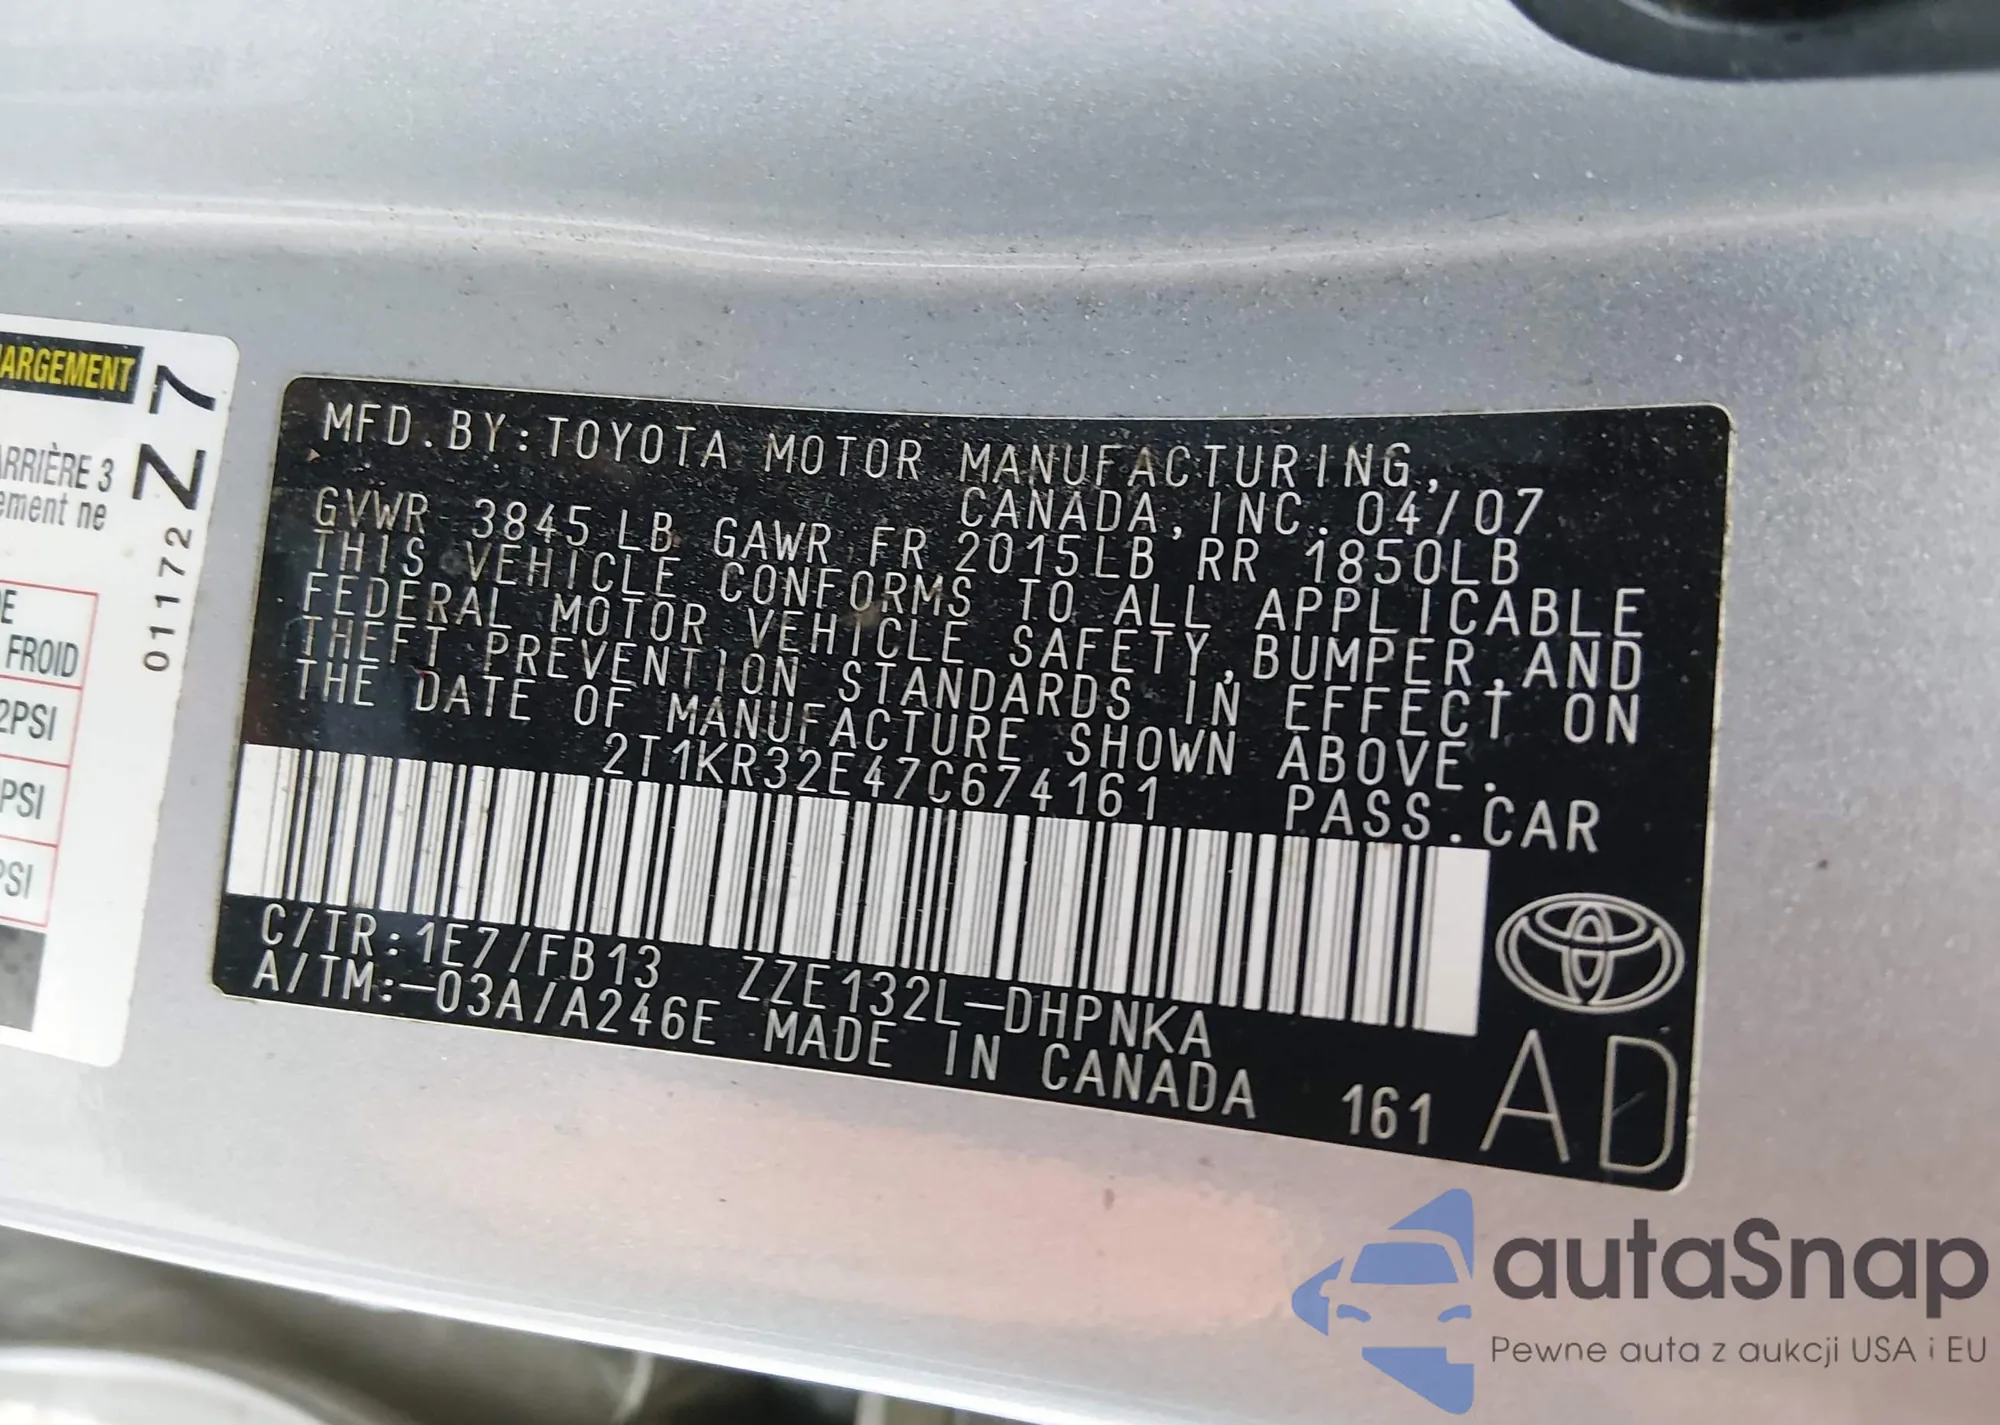 ARGEMENT
Z7
ARRIÈRE 3
ement ne
01172
FROID
2PSI
PSI
PSI
MFD.BY:TOYOTA MOTOR MANUFACTURING,
CANADA, INC. 04/07
GVWR 3845LB GAWR FR 2015LB RR 1850LB
THIS VEHICLE CONFORMS TO ALL APPLICABLE
FEDERAL MOTOR VEHICLE SAFETY,BUMPER,AND
THEFT PREVENTION STANDARDS IN EFFECT ON
THE DATE OF MANUFACTURE SHOWN ABOVE.
2T1KR32E47C674161 PASS.CAR
C/TR:1E7/FB13 ZZE132L-DHPNKA
A/TM:-03A/A246E MADE IN CANADA 161
AD
autaSnap
Pewne auta z aukcji USA i EU